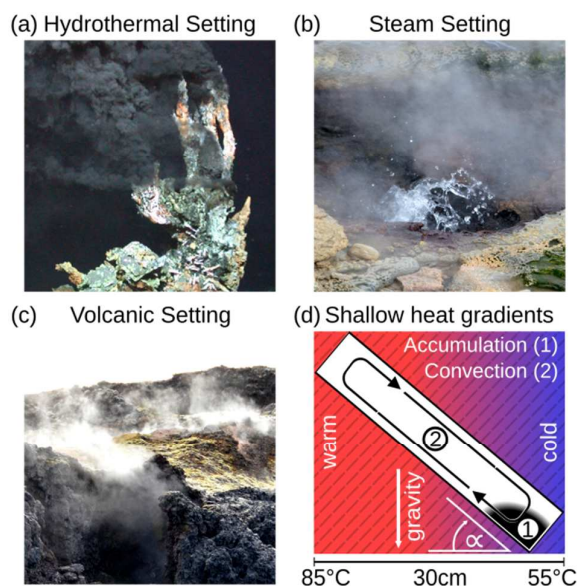 (a) Hydrothermal Setting
(b) Steam Setting
(c) Volcanic Setting
(d) Shallow heat gradients
Accumulation (1)
Convection (2)
warm
cold
2
gravity
∝
1
85°C 30cm 55°C